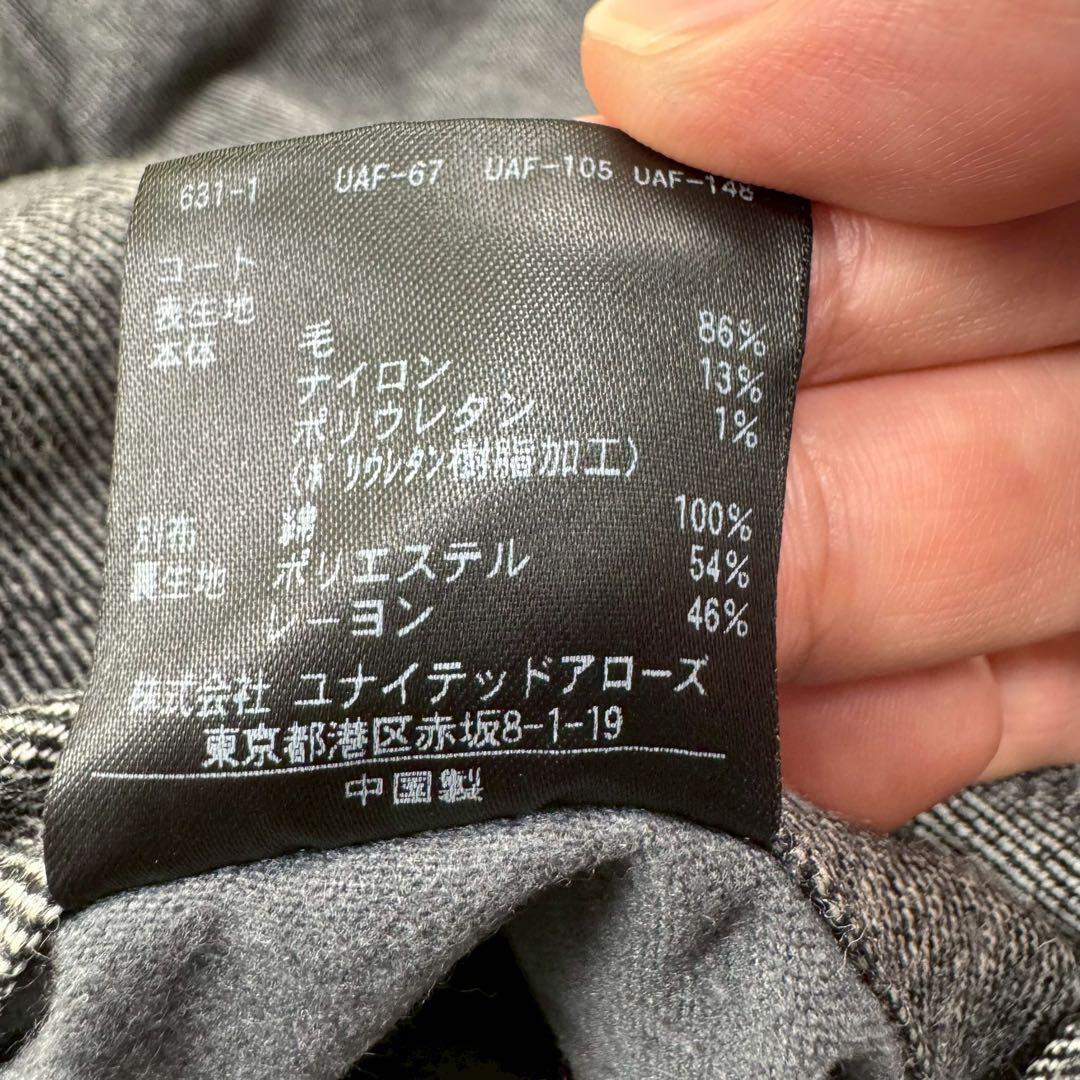 631-1 UAF-67 UAF-105 UAF-148
コート
表生地
本体 毛 86%
ナイロン 13%
ポリウレタン 1%
(ﾎﾟﾘｳﾚﾀﾝ樹脂加工)
別布 綿 100%
裏生地 ポリエステル 54%
レーヨン 46%
株式会社 ユナイテッドアローズ
東京都港区赤坂8-1-19
中国製